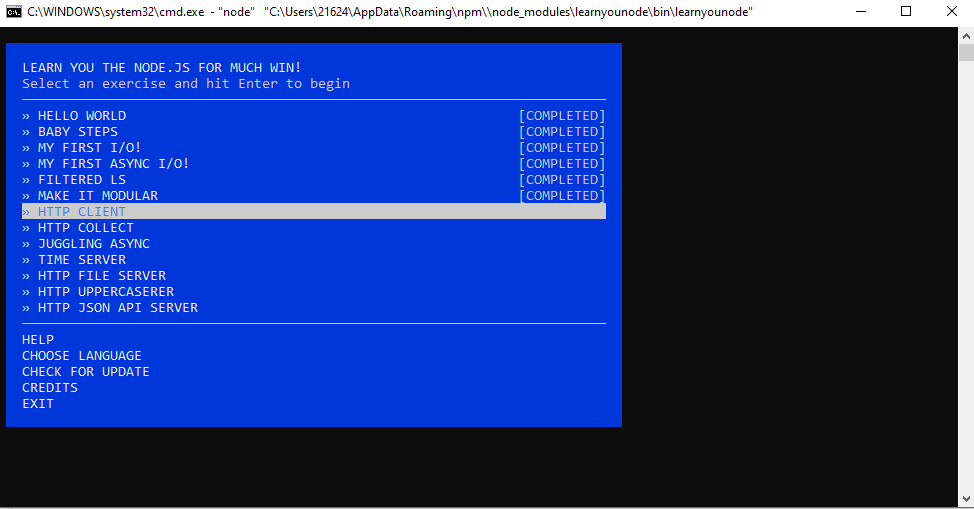 C:\WINDOWS\system32\cmd.exe - "node" "C:\Users\21624\AppData\Roaming\npm\\node_modules\learnyounode\bin\learnyounode"
LEARN YOU THE NODE.JS FOR MUCH WIN!
Select an exercise and hit Enter to begin
» HELLO WORLD [COMPLETED]
» BABY STEPS [COMPLETED]
» MY FIRST I/O! [COMPLETED]
» MY FIRST ASYNC I/O! [COMPLETED]
» FILTERED LS [COMPLETED]
» MAKE IT MODULAR [COMPLETED]
» HTTP CLIENT
» HTTP COLLECT
» JUGGLING ASYNC
» TIME SERVER
» HTTP FILE SERVER
» HTTP UPPERCASERER
» HTTP JSON API SERVER
HELP
CHOOSE LANGUAGE
CHECK FOR UPDATE
CREDITS
EXIT